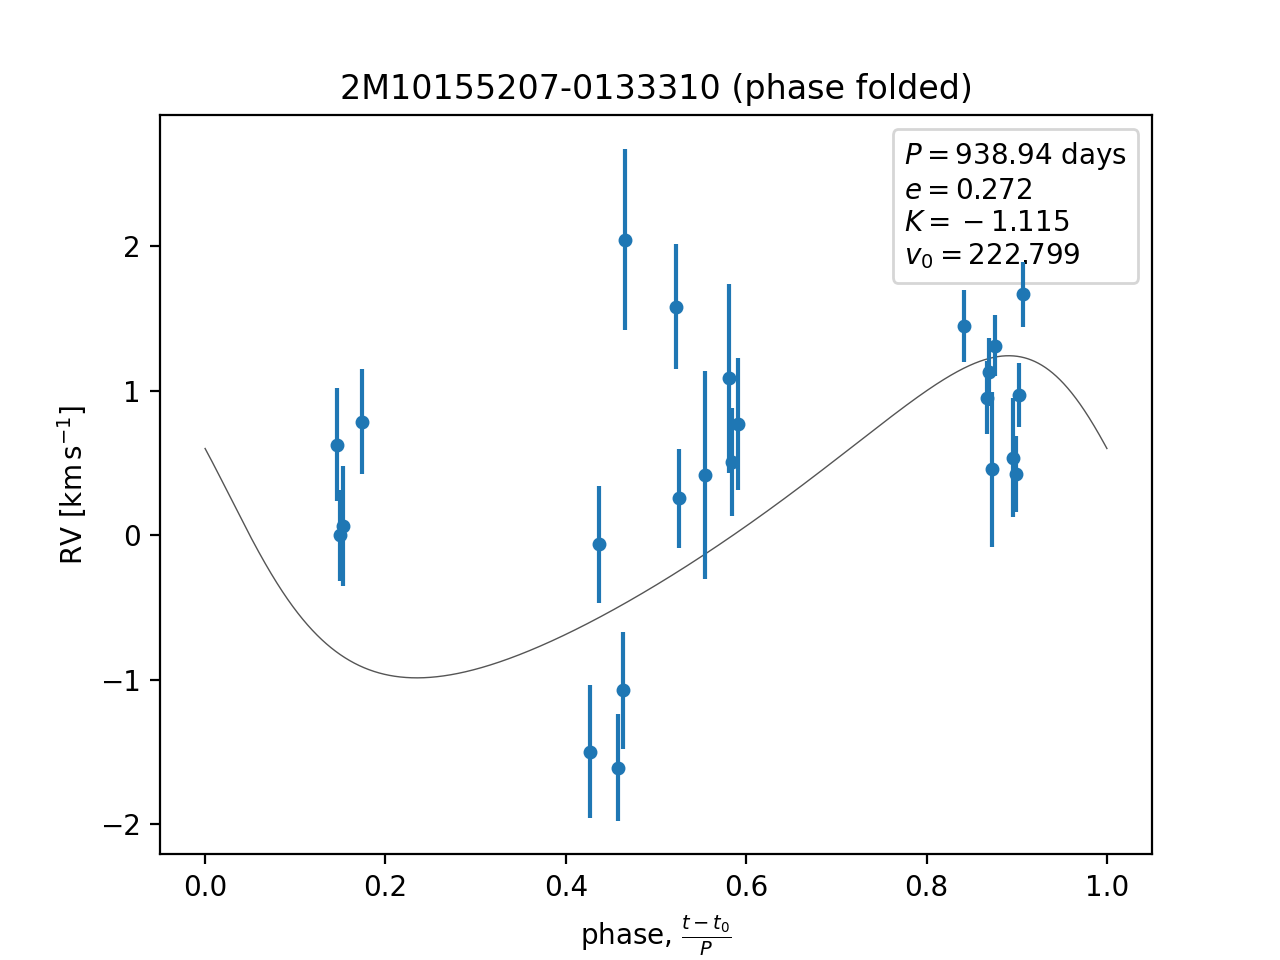 2M10155207-0133310 (phase folded)
P = 938.94 days
e = 0.272
K = −1.115
v₀ = 222.799
RV [km s⁻¹]
2
1
0
−1
−2
0.0 0.2 0.4 0.6 0.8 1.0
phase, (t − t₀)/P